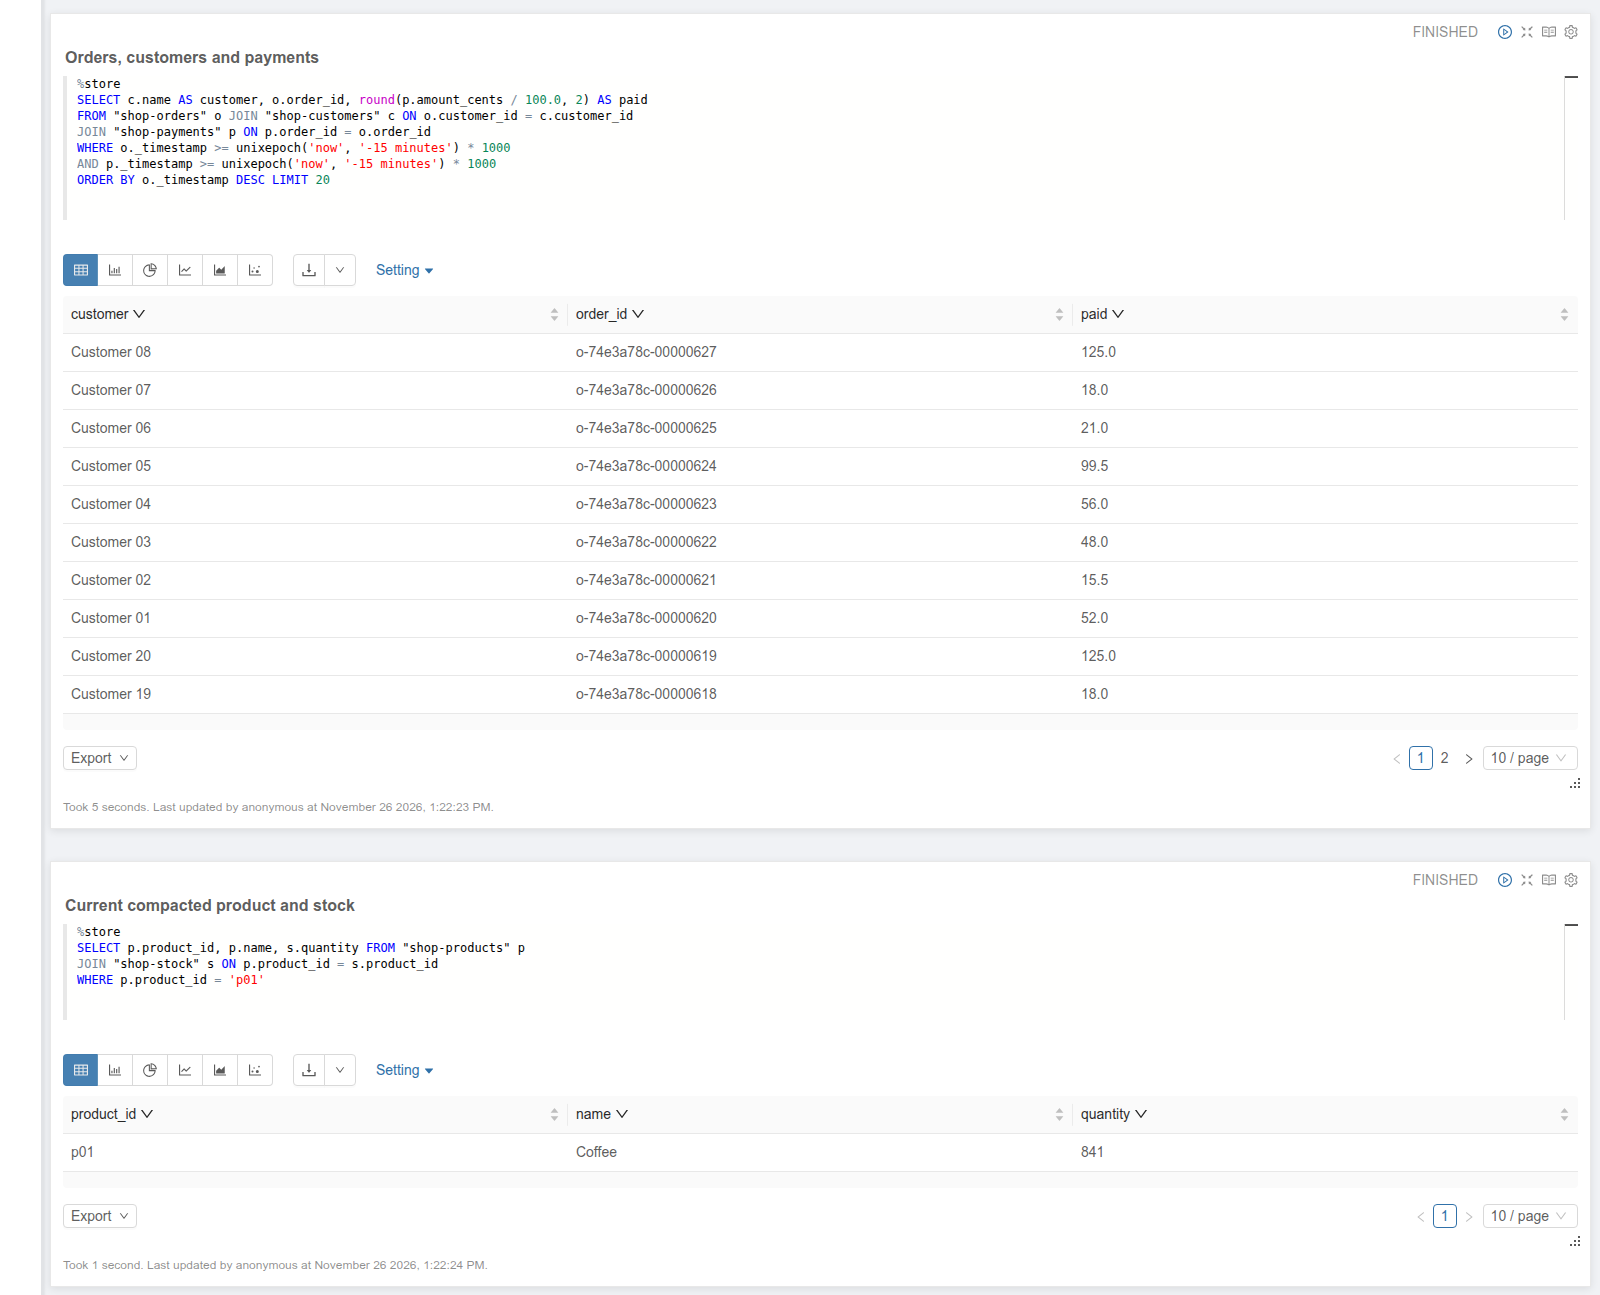 FINISHED
Orders, customers and payments
%store
SELECT c.name AS customer, o.order_id, round(p.amount_cents / 100.0, 2) AS paid
FROM "shop-orders" o JOIN "shop-customers" c ON o.customer_id = c.customer_id
JOIN "shop-payments" p ON p.order_id = o.order_id
WHERE o._timestamp >= unixepoch('now', '-15 minutes') * 1000
AND p._timestamp >= unixepoch('now', '-15 minutes') * 1000
ORDER BY o._timestamp DESC LIMIT 20
Setting
customer order_id paid
Customer 08 o-74e3a78c-00000627 125.0
Customer 07 o-74e3a78c-00000626 18.0
Customer 06 o-74e3a78c-00000625 21.0
Customer 05 o-74e3a78c-00000624 99.5
Customer 04 o-74e3a78c-00000623 56.0
Customer 03 o-74e3a78c-00000622 48.0
Customer 02 o-74e3a78c-00000621 15.5
Customer 01 o-74e3a78c-00000620 52.0
Customer 20 o-74e3a78c-00000619 125.0
Customer 19 o-74e3a78c-00000618 18.0
Export 1 2 10 / page
Took 5 seconds. Last updated by anonymous at November 26 2026, 1:22:23 PM.
FINISHED
Current compacted product and stock
%store
SELECT p.product_id, p.name, s.quantity FROM "shop-products" p
JOIN "shop-stock" s ON p.product_id = s.product_id
WHERE p.product_id = 'p01'
Setting
product_id name quantity
p01 Coffee 841
Export 1 10 / page
Took 1 second. Last updated by anonymous at November 26 2026, 1:22:24 PM.